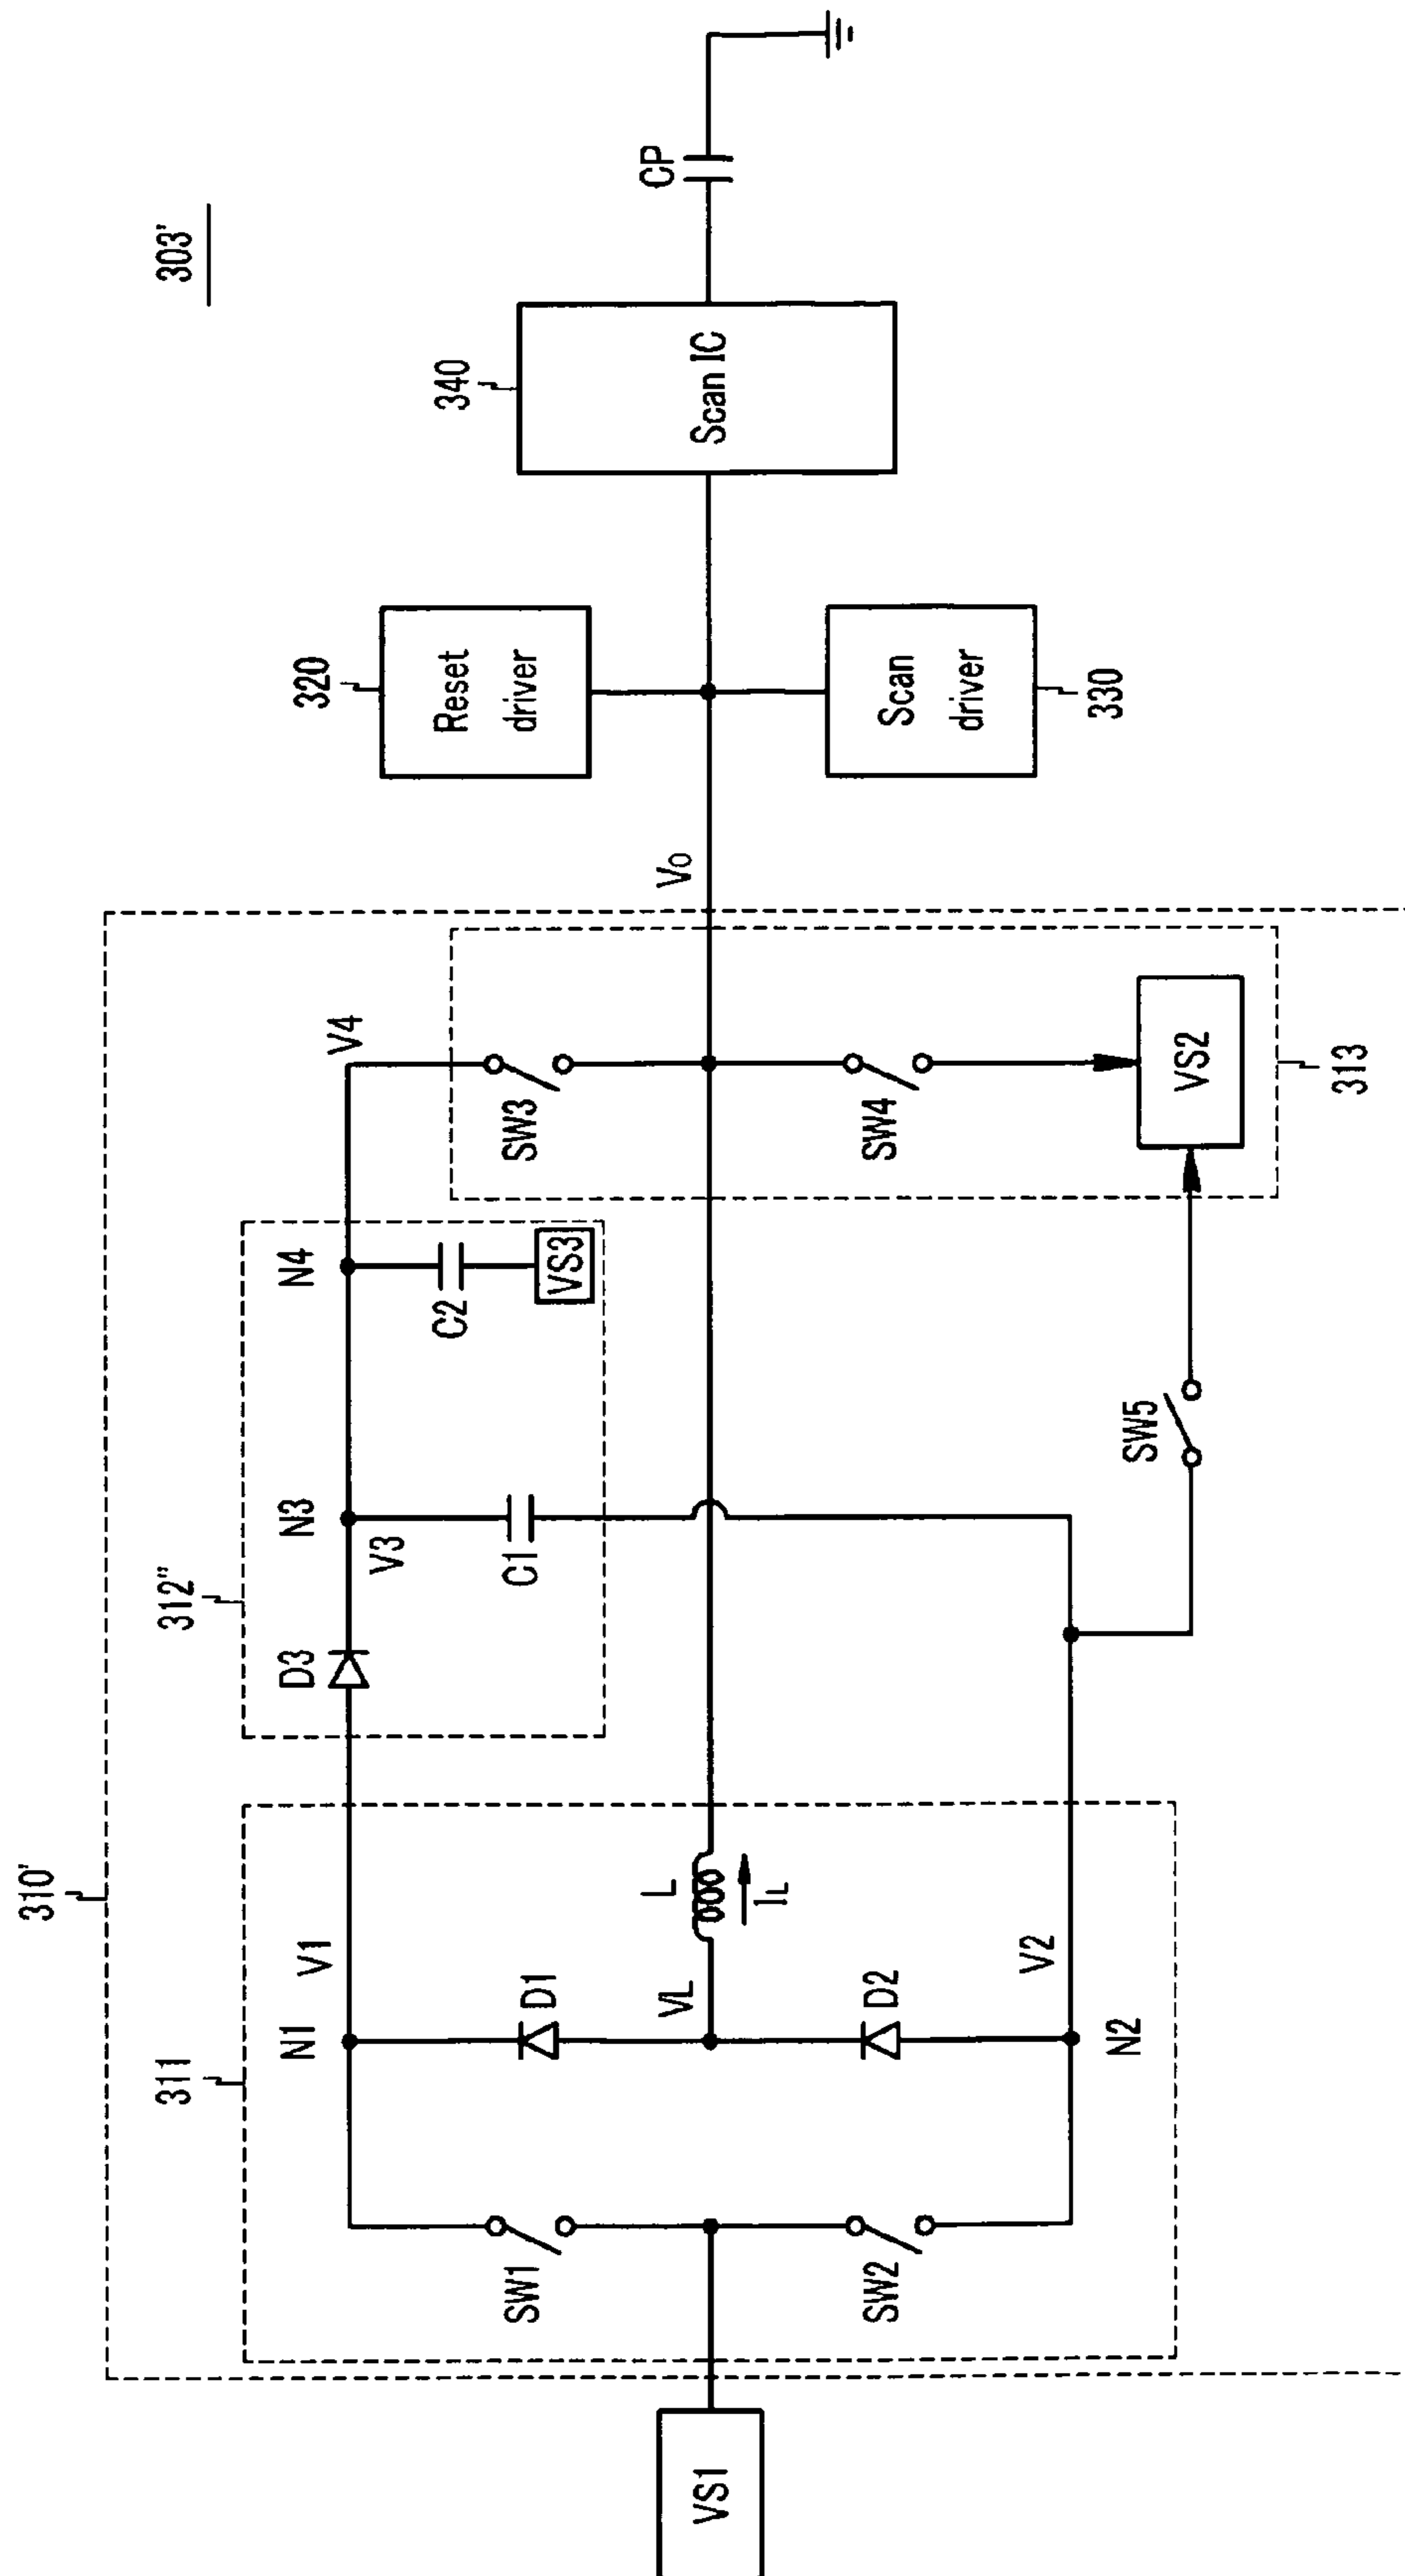 303'
310'
311
312"
N1
V1
D3
N3
V3
N4
V4
C1
C2
VS3
SW1
D1
VL
L
IL
SW3
Vo
320
Reset
driver
340
Scan IC
CP
VS1
SW2
D2
N2
V2
SW5
SW4
VS2
313
Scan
driver
330